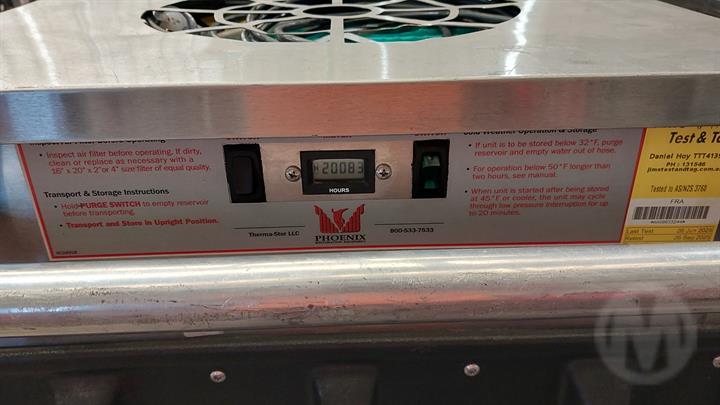 • Inspect air filter before operating. If dirty,
clean or replace as necessary with a
16" x 20" x 2" or 4" size filter of equal quality.
Transport & Storage Instructions
• Hold PURGE SWITCH to empty reservoir
before transporting.
• Transport and Store in Upright Position.
20083
HOURS
Therma-Stor LLC
PHOENIX
800-533-7533
Cold Weather Operation & Storage
• If unit is to be stored below 32°F, purge
reservoir and empty water out of hose.
• For operation below 50°F longer than
two hours, see manual.
• When unit is started after being stored
at 45°F or cooler, the unit may cycle
through low pressure interruption for up
to 20 minutes.
Test & Ta
Daniel Hoy TTT4139
PH : 131546
jimstestandtag.com.a
Tested to AS/NZS 3760
FRA
Last Test 26 Jun 2025
Retest 26 Sep 2025
M